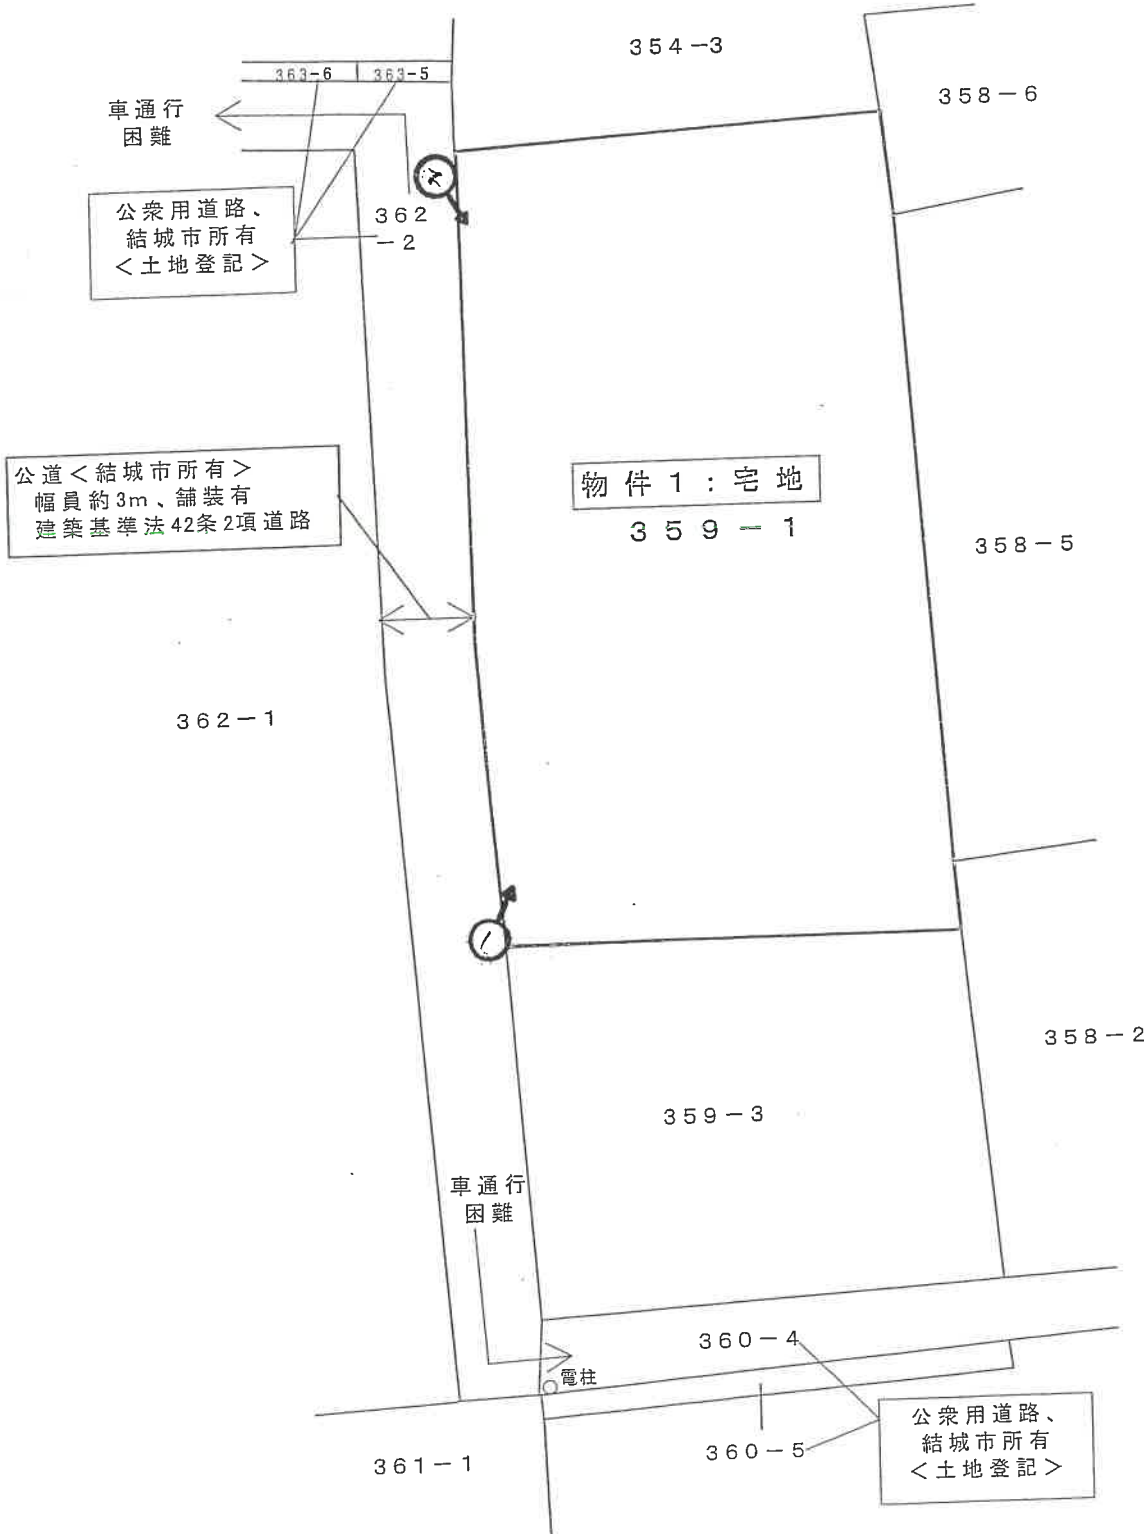 354-3
363-6
363-5
358-6
車通行
困難
公衆用道路、
結城市所有
<土地登記>
362
-2
公道<結城市所有>
幅員約3m、舗装有
建築基準法42条2項道路
物件1:宅地
359-1
358-5
362-1
358-2
359-3
車通行
困難
360-4
電柱
公衆用道路、
結城市所有
<土地登記>
360-5
361-1